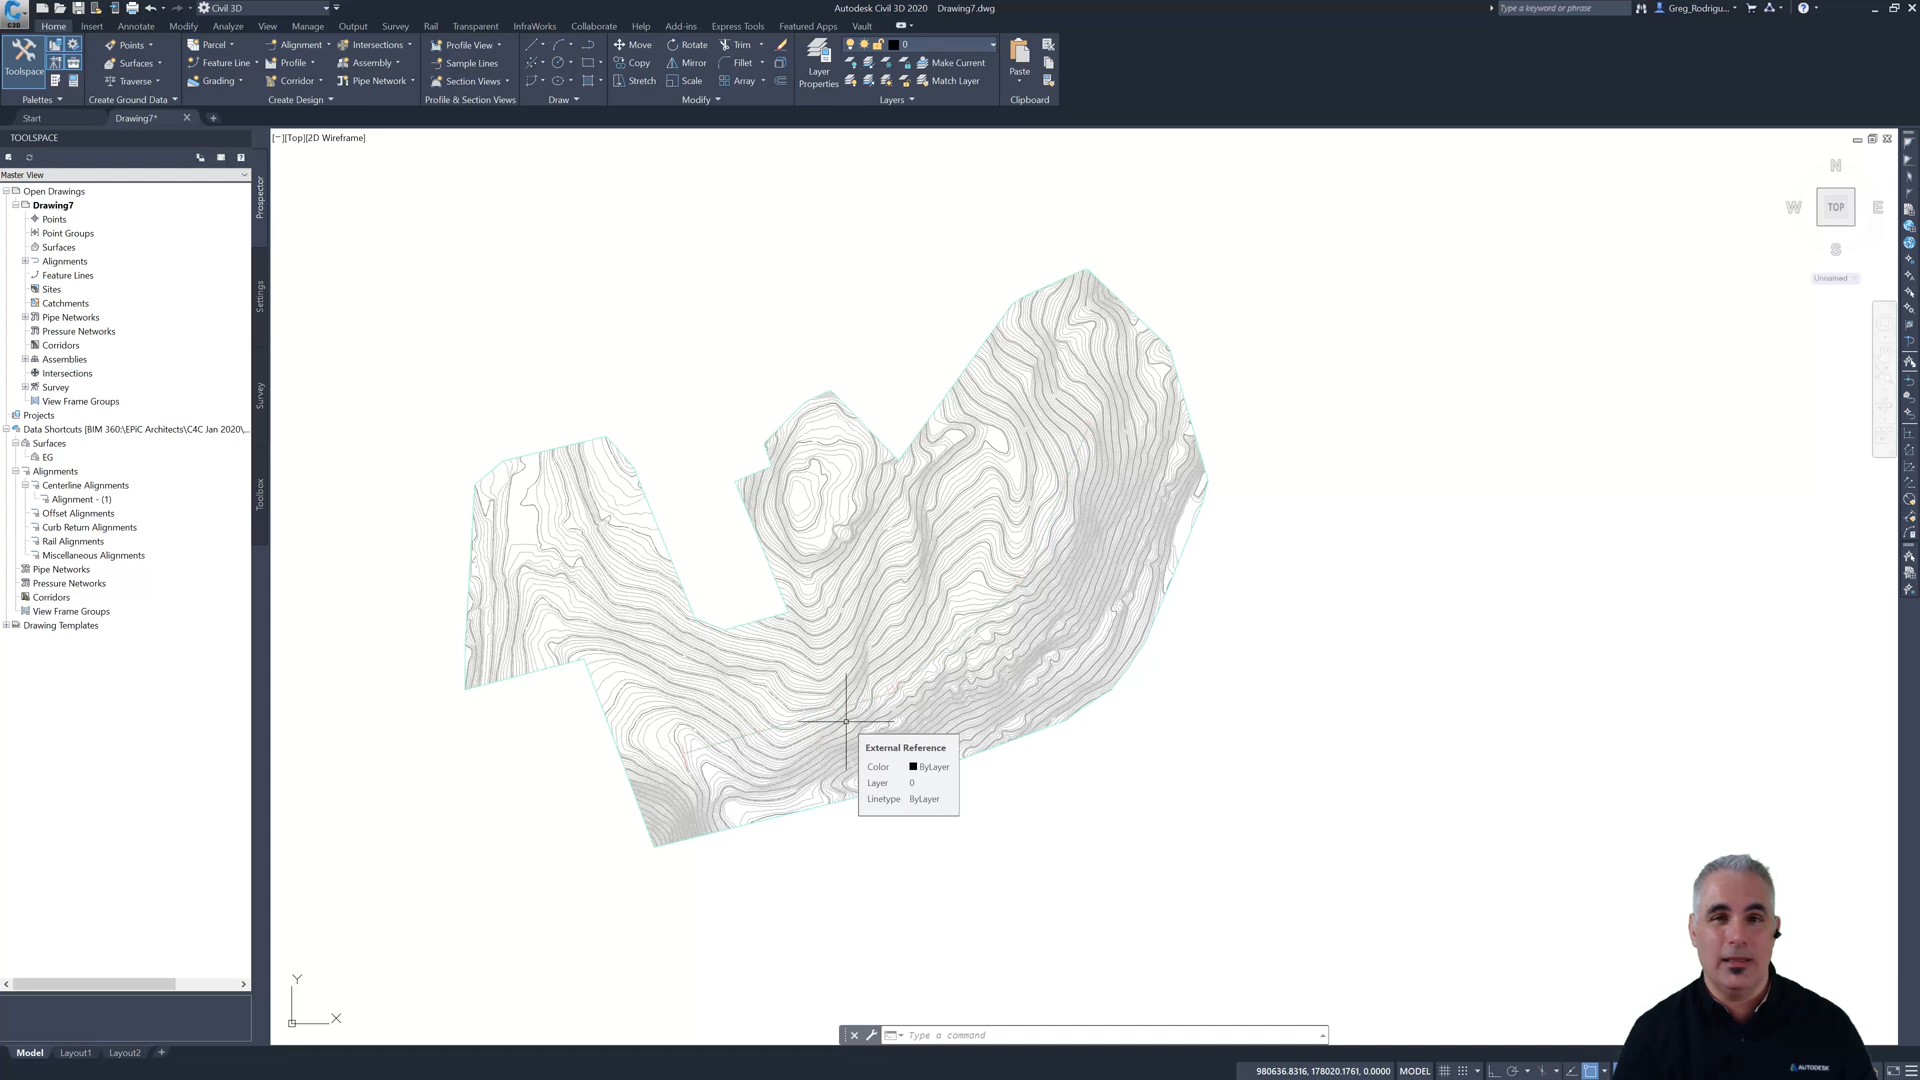 C3D
Civil 3D
Autodesk Civil 3D 2020 Drawing7.dwg
Type a keyword or phrase
Greg_Rodrigu...
Home Insert Annotate Modify Analyze View Manage Output Survey Rail Transparent InfraWorks Collaborate Help Add-ins Express Tools Featured Apps Vault
Toolspace
Points
Surfaces
Traverse
Parcel
Feature Line
Grading
Alignment
Profile
Corridor
Intersections
Assembly
Pipe Network
Profile View
Sample Lines
Section Views
Move
Copy
Stretch
Rotate
Mirror
Scale
Trim
Fillet
Array
Layer
Properties
0
Make Current
Match Layer
Paste
Palettes Create Ground Data Create Design Profile & Section Views Draw Modify Layers Clipboard
Start Drawing7*
TOOLSPACE
Master View
Open Drawings
Drawing7
Points
Point Groups
Surfaces
Alignments
Feature Lines
Sites
Catchments
Pipe Networks
Pressure Networks
Corridors
Assemblies
Intersections
Survey
View Frame Groups
Projects
Data Shortcuts [BIM 360:\EPiC Architects\C4C Jan 2020\,...
Surfaces
EG
Alignments
Centerline Alignments
Alignment - (1)
Offset Alignments
Curb Return Alignments
Rail Alignments
Miscellaneous Alignments
Pipe Networks
Pressure Networks
Corridors
View Frame Groups
Drawing Templates
Prospector
Settings
Survey
Toolbox
[−][Top][2D Wireframe]
N
W TOP E
S
Unnamed
External Reference
Color ByLayer
Layer 0
Linetype ByLayer
Y
X
Type a command
AUTODESK
Model Layout1 Layout2
980636.8316, 178020.1761, 0.0000 MODEL